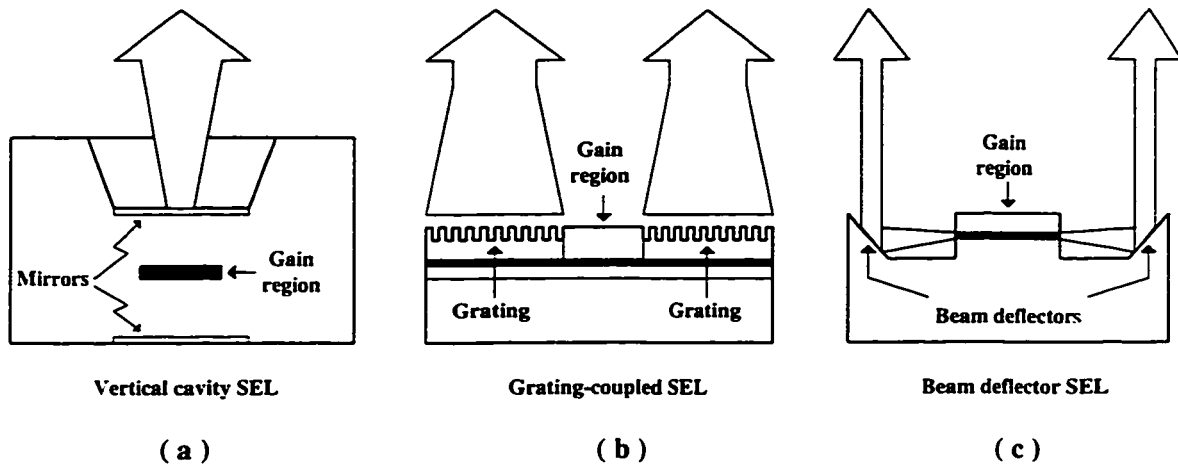 Mirrors
Gain
region
Vertical cavity SEL
( a )
Gain
region
Grating
Grating
Grating-coupled SEL
( b )
Gain
region
Beam deflectors
Beam deflector SEL
( c )